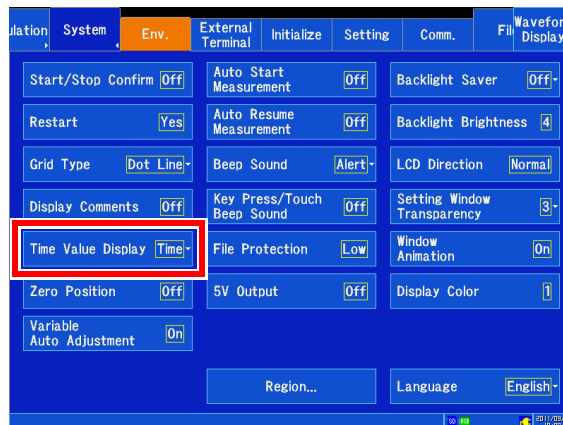 ulation
System
Env.
External
Terminal
Initialize
Setting
Comm.
Fil
Wavefor
Display
Start/Stop Confirm Off
Auto Start
Measurement Off
Backlight Saver Off
Restart Yes
Auto Resume
Measurement Off
Backlight Brightness 4
Grid Type Dot Line
Beep Sound Alert
LCD Direction Normal
Display Comments Off
Key Press/Touch
Beep Sound Off
Setting Window
Transparency 3
Time Value Display Time
File Protection Low
Window
Animation On
Zero Position Off
5V Output Off
Display Color 1
Variable
Auto Adjustment On
Region...
Language English
SD